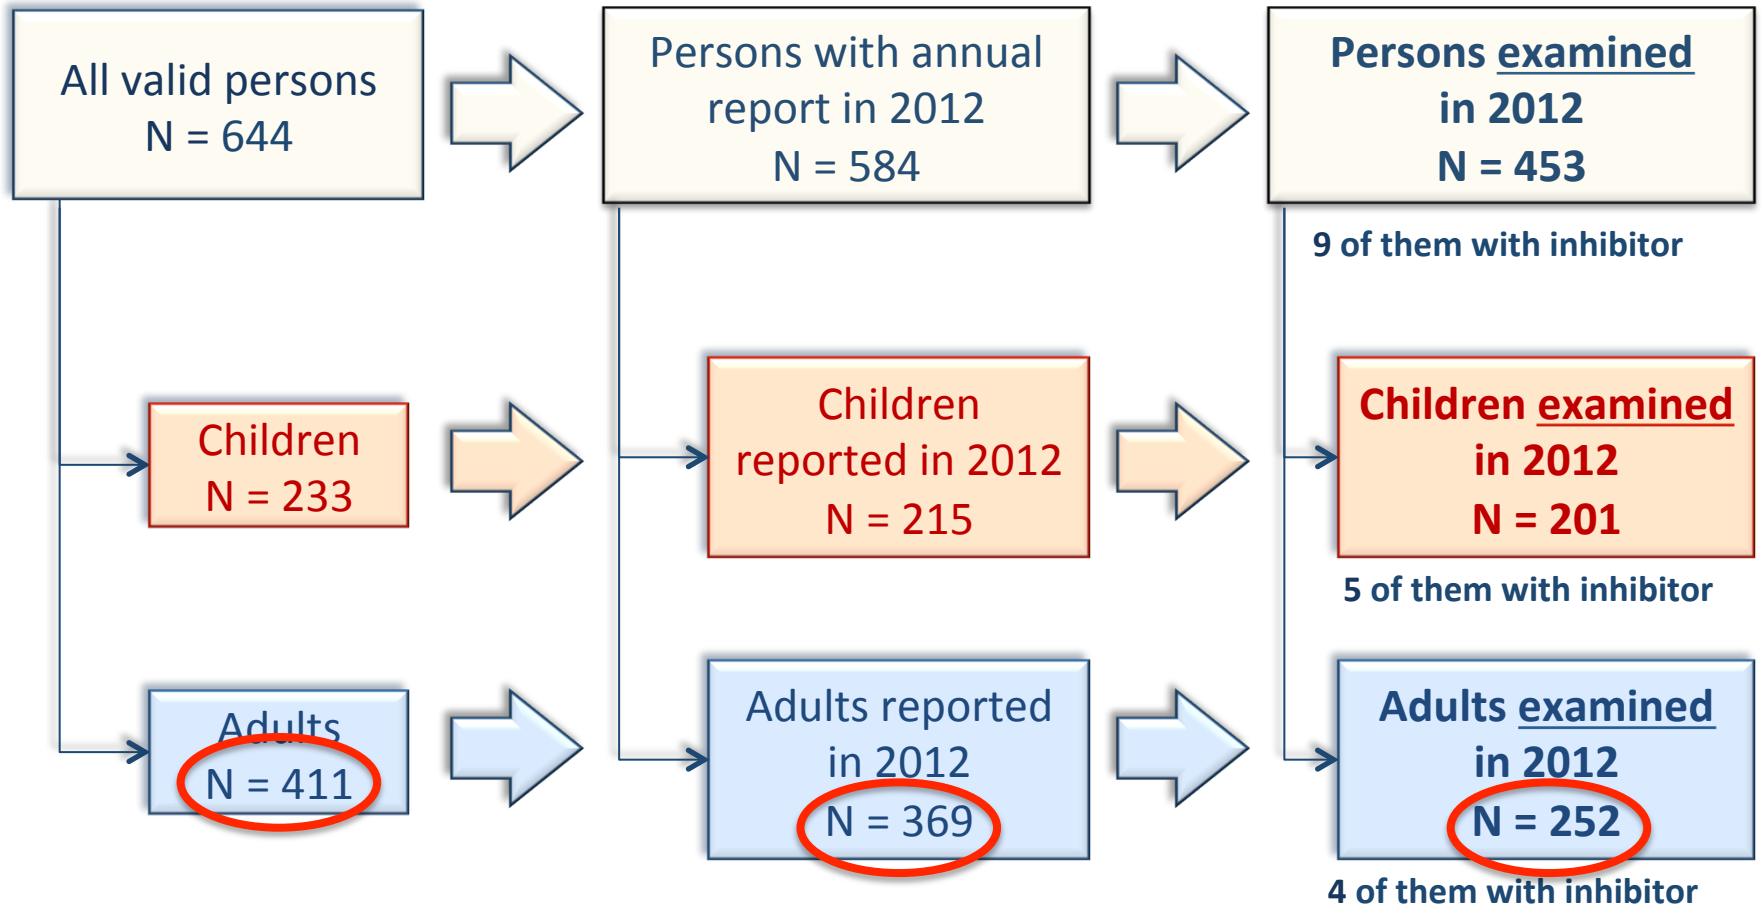 All valid persons
N = 644
Persons with annual
report in 2012
N = 584
Persons examined
in 2012
N = 453
9 of them with inhibitor
Children
N = 233
Children
reported in 2012
N = 215
Children examined
in 2012
N = 201
5 of them with inhibitor
Adults
N = 411
Adults reported
in 2012
N = 369
Adults examined
in 2012
N = 252
4 of them with inhibitor